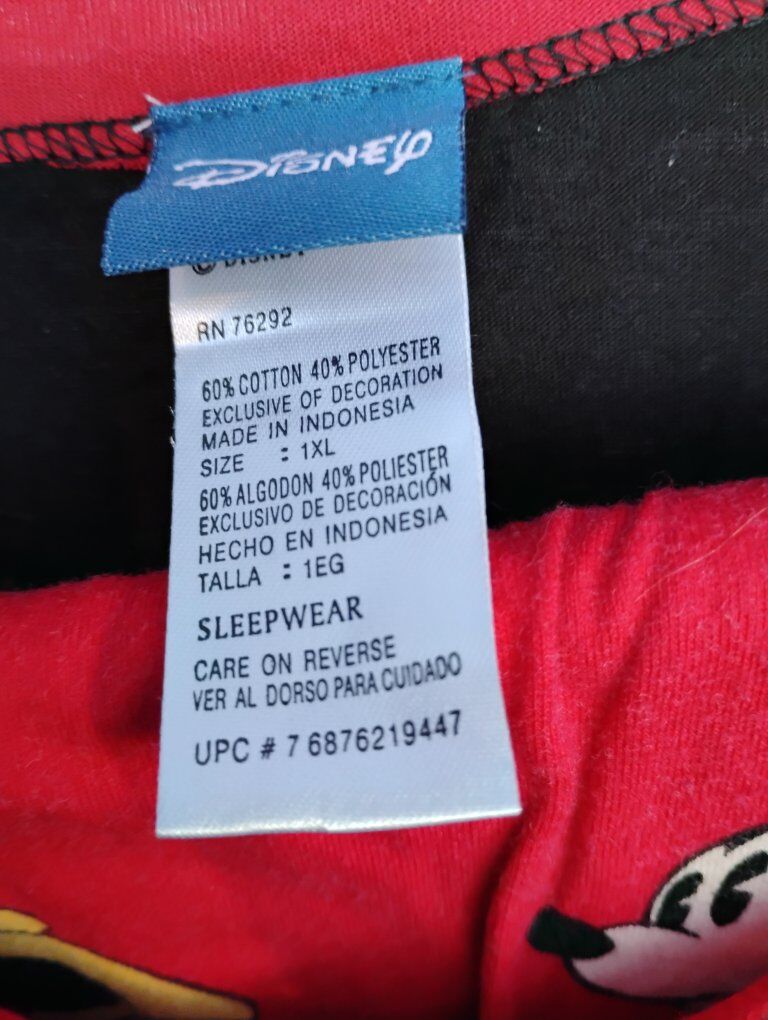 DISNEY
© DISNEY
RN 76292
60% COTTON 40% POLYESTER
EXCLUSIVE OF DECORATION
MADE IN INDONESIA
SIZE : 1XL
60% ALGODON 40% POLIESTER
EXCLUSIVO DE DECORACIÓN
HECHO EN INDONESIA
TALLA : 1EG
SLEEPWEAR
CARE ON REVERSE
VER AL DORSO PARA CUIDADO
UPC # 7 6876219447